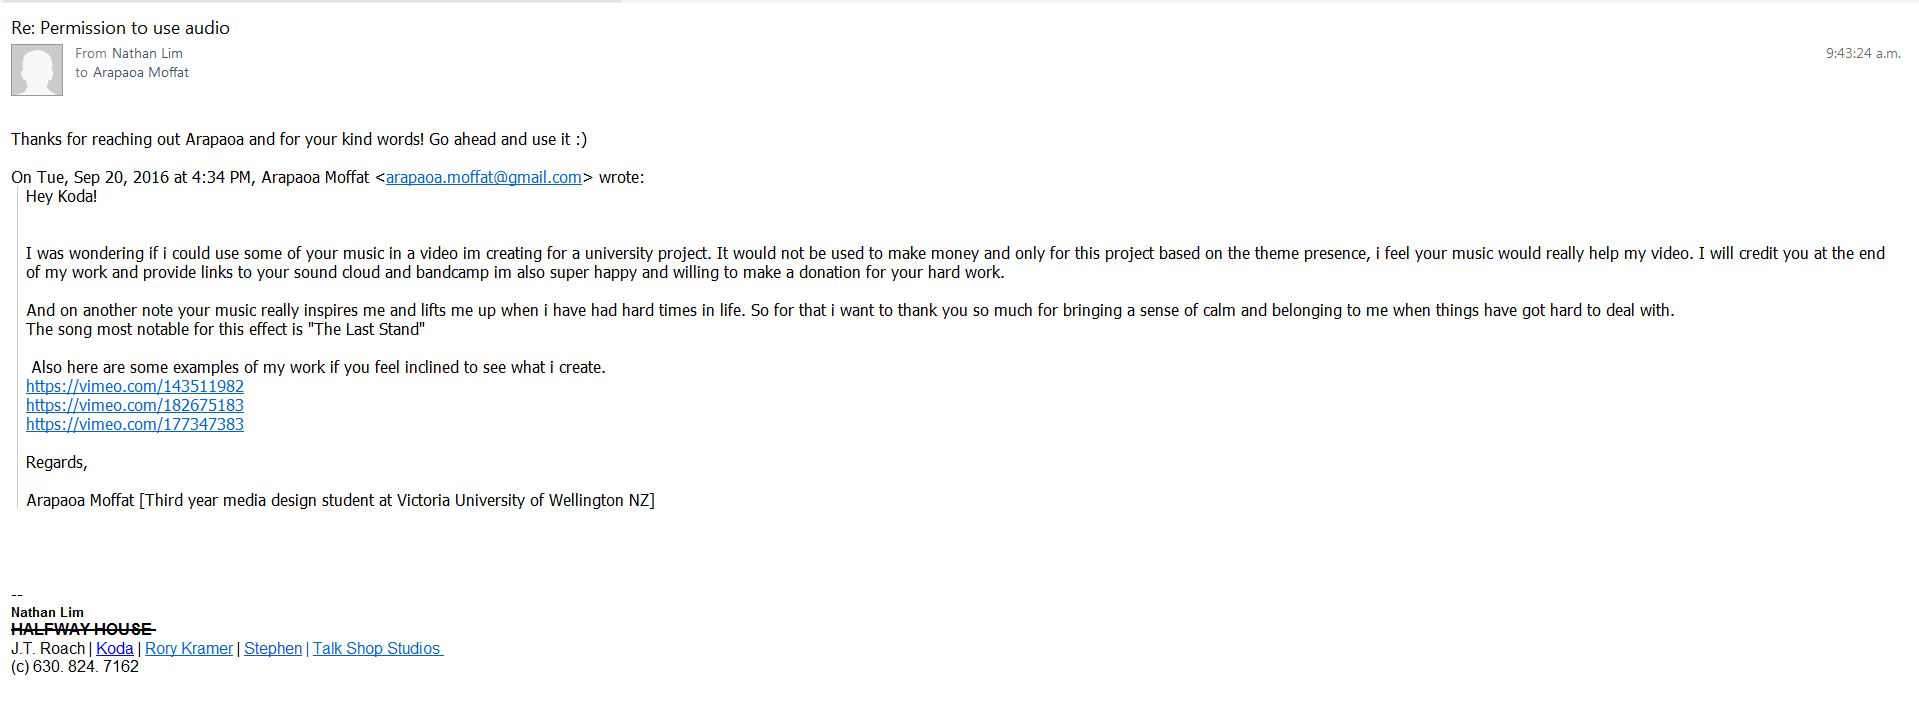 Re: Permission to use audio
From Nathan Lim
9:43:24 a.m.
to Arapaoa Moffat
Thanks for reaching out Arapaoa and for your kind words! Go ahead and use it :)
On Tue, Sep 20, 2016 at 4:34 PM, Arapaoa Moffat <arapaoa.moffat@gmail.com> wrote:
Hey Koda!
I was wondering if i could use some of your music in a video im creating for a university project. It would not be used to make money and only for this project based on the theme presence, i feel your music would really help my video. I will credit you at the end
of my work and provide links to your sound cloud and bandcamp im also super happy and willing to make a donation for your hard work.
And on another note your music really inspires me and lifts me up when i have had hard times in life. So for that i want to thank you so much for bringing a sense of calm and belonging to me when things have got hard to deal with.
The song most notable for this effect is "The Last Stand"
Also here are some examples of my work if you feel inclined to see what i create.
https://vimeo.com/143511982
https://vimeo.com/182675183
https://vimeo.com/177347383
Regards,
Arapaoa Moffat [Third year media design student at Victoria University of Wellington NZ]
--
Nathan Lim
HALFWAY HOUSE
J.T. Roach | Koda | Rory Kramer | Stephen | Talk Shop Studios
(c) 630. 824. 7162